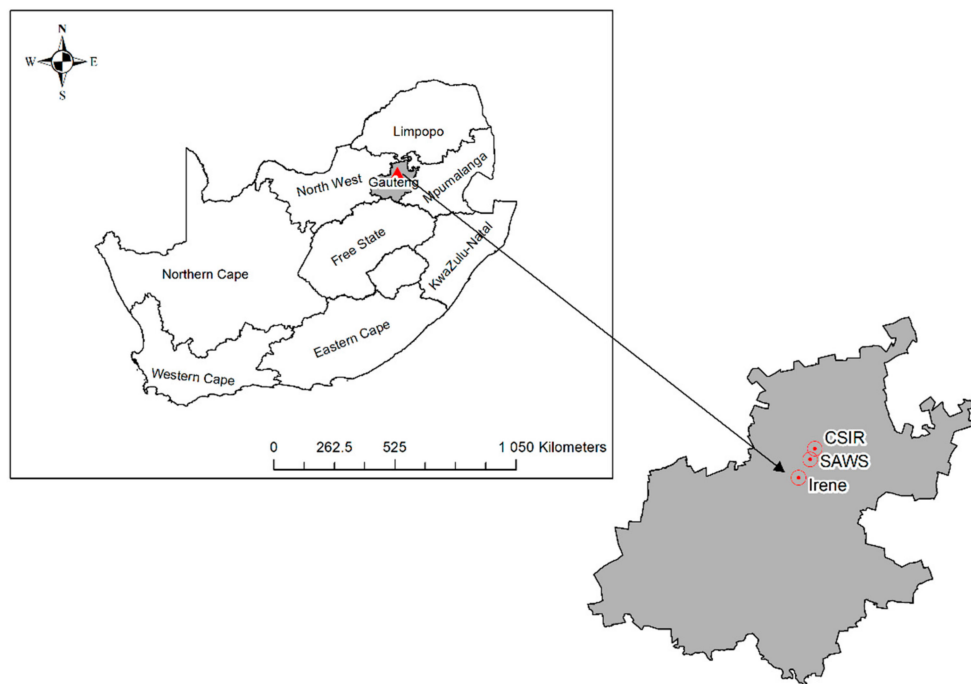 N
W E
S
Limpopo
North West
Gauteng
Mpumalanga
Free State
KwaZulu-Natal
Northern Cape
Eastern Cape
Western Cape
0 262.5 525 1 050 Kilometers
CSIR
SAWS
Irene